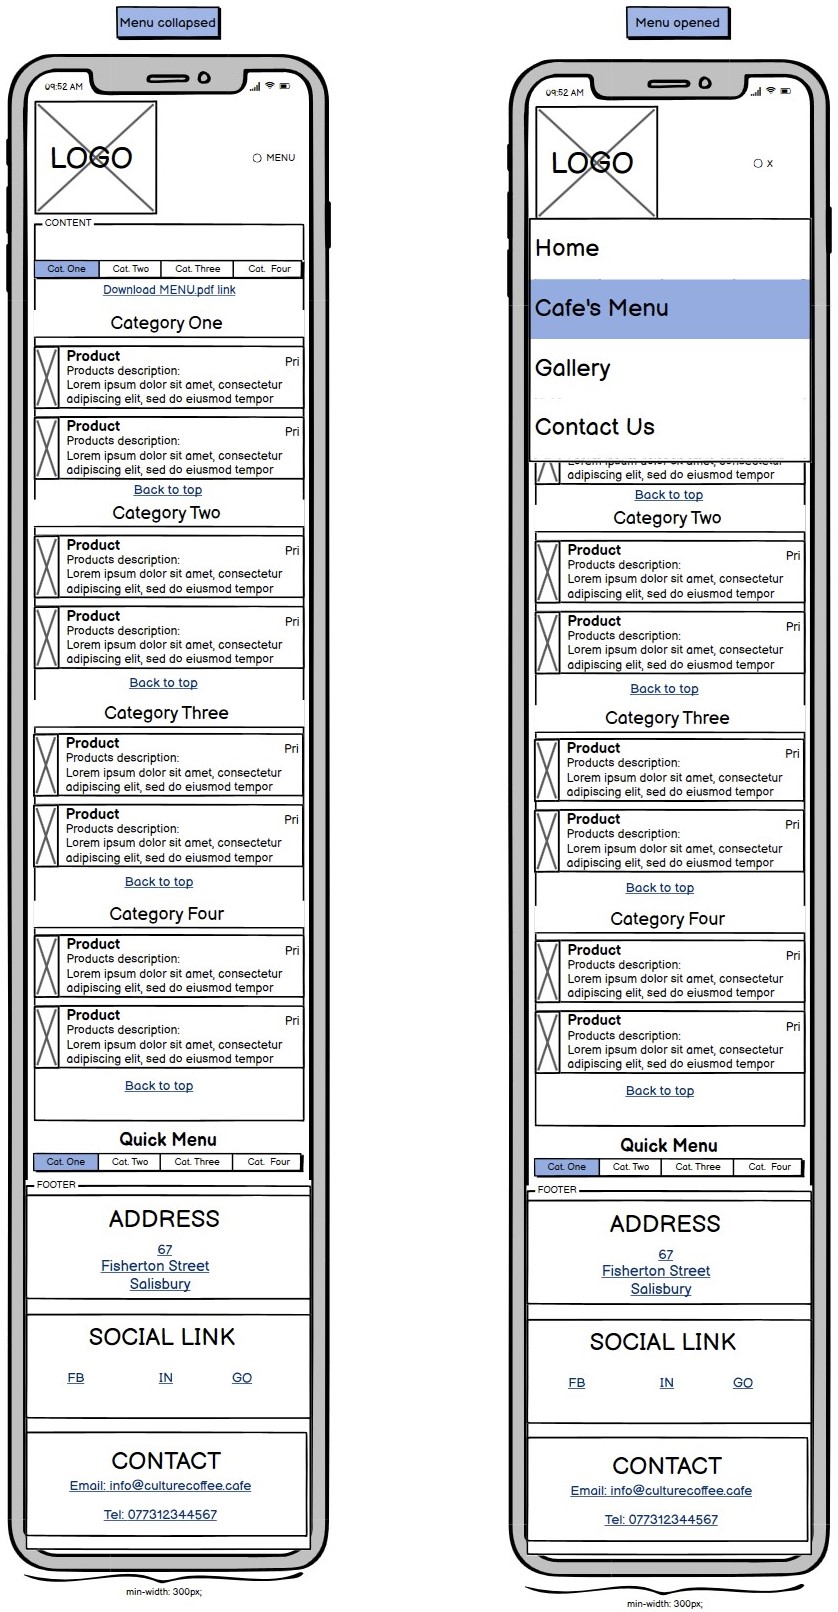 Menu collapsed
09:52 AM
LOGO
MENU
CONTENT
Cat. One Cat. Two Cat. Three Cat. Four
Download MENU.pdf link
Category One
Product
Pri
Products description:
Lorem ipsum dolor sit amet, consectetur
adipiscing elit, sed do eiusmod tempor
Product
Pri
Products description:
Lorem ipsum dolor sit amet, consectetur
adipiscing elit, sed do eiusmod tempor
Back to top
Category Two
Product
Pri
Products description:
Lorem ipsum dolor sit amet, consectetur
adipiscing elit, sed do eiusmod tempor
Product
Pri
Products description:
Lorem ipsum dolor sit amet, consectetur
adipiscing elit, sed do eiusmod tempor
Back to top
Category Three
Product
Pri
Products description:
Lorem ipsum dolor sit amet, consectetur
adipiscing elit, sed do eiusmod tempor
Product
Pri
Products description:
Lorem ipsum dolor sit amet, consectetur
adipiscing elit, sed do eiusmod tempor
Back to top
Category Four
Product
Pri
Products description:
Lorem ipsum dolor sit amet, consectetur
adipiscing elit, sed do eiusmod tempor
Product
Pri
Products description:
Lorem ipsum dolor sit amet, consectetur
adipiscing elit, sed do eiusmod tempor
Back to top
Quick Menu
Cat. One Cat. Two Cat. Three Cat. Four
FOOTER
ADDRESS
67
Fisherton Street
Salisbury
SOCIAL LINK
FB IN GO
CONTACT
Email: info@culturecoffee.cafe
Tel: 077312344567
min-width: 300px;
Menu opened
09:52 AM
LOGO
X
Home
Cafe's Menu
Gallery
Contact Us
Lorem ipsum dolor sit amet, consectetur
adipiscing elit, sed do eiusmod tempor
Back to top
Category Two
Product
Pri
Products description:
Lorem ipsum dolor sit amet, consectetur
adipiscing elit, sed do eiusmod tempor
Product
Pri
Products description:
Lorem ipsum dolor sit amet, consectetur
adipiscing elit, sed do eiusmod tempor
Back to top
Category Three
Product
Pri
Products description:
Lorem ipsum dolor sit amet, consectetur
adipiscing elit, sed do eiusmod tempor
Product
Pri
Products description:
Lorem ipsum dolor sit amet, consectetur
adipiscing elit, sed do eiusmod tempor
Back to top
Category Four
Product
Pri
Products description:
Lorem ipsum dolor sit amet, consectetur
adipiscing elit, sed do eiusmod tempor
Product
Pri
Products description:
Lorem ipsum dolor sit amet, consectetur
adipiscing elit, sed do eiusmod tempor
Back to top
Quick Menu
Cat. One Cat. Two Cat. Three Cat. Four
FOOTER
ADDRESS
67
Fisherton Street
Salisbury
SOCIAL LINK
FB IN GO
CONTACT
Email: info@culturecoffee.cafe
Tel: 077312344567
min-width: 300px;